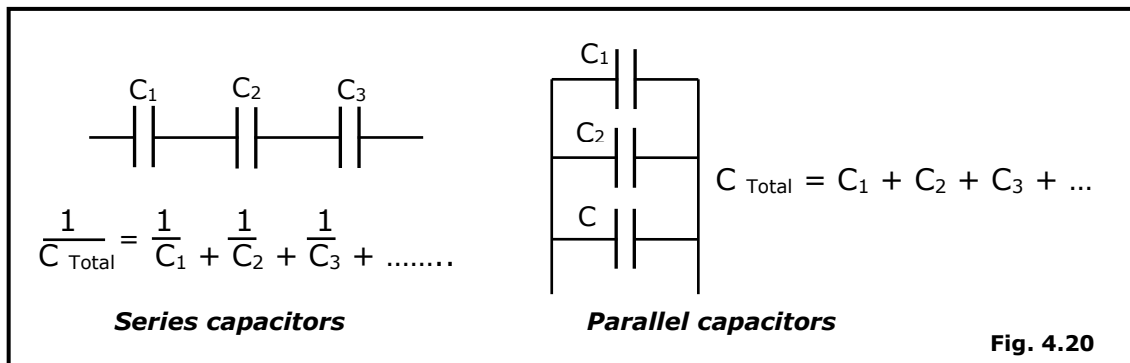 C₁ C₂ C₃
1/C Total = 1/C₁ + 1/C₂ + 1/C₃ + ........
Series capacitors
C₁
C₂
C
C Total = C₁ + C₂ + C₃ + ...
Parallel capacitors
Fig. 4.20